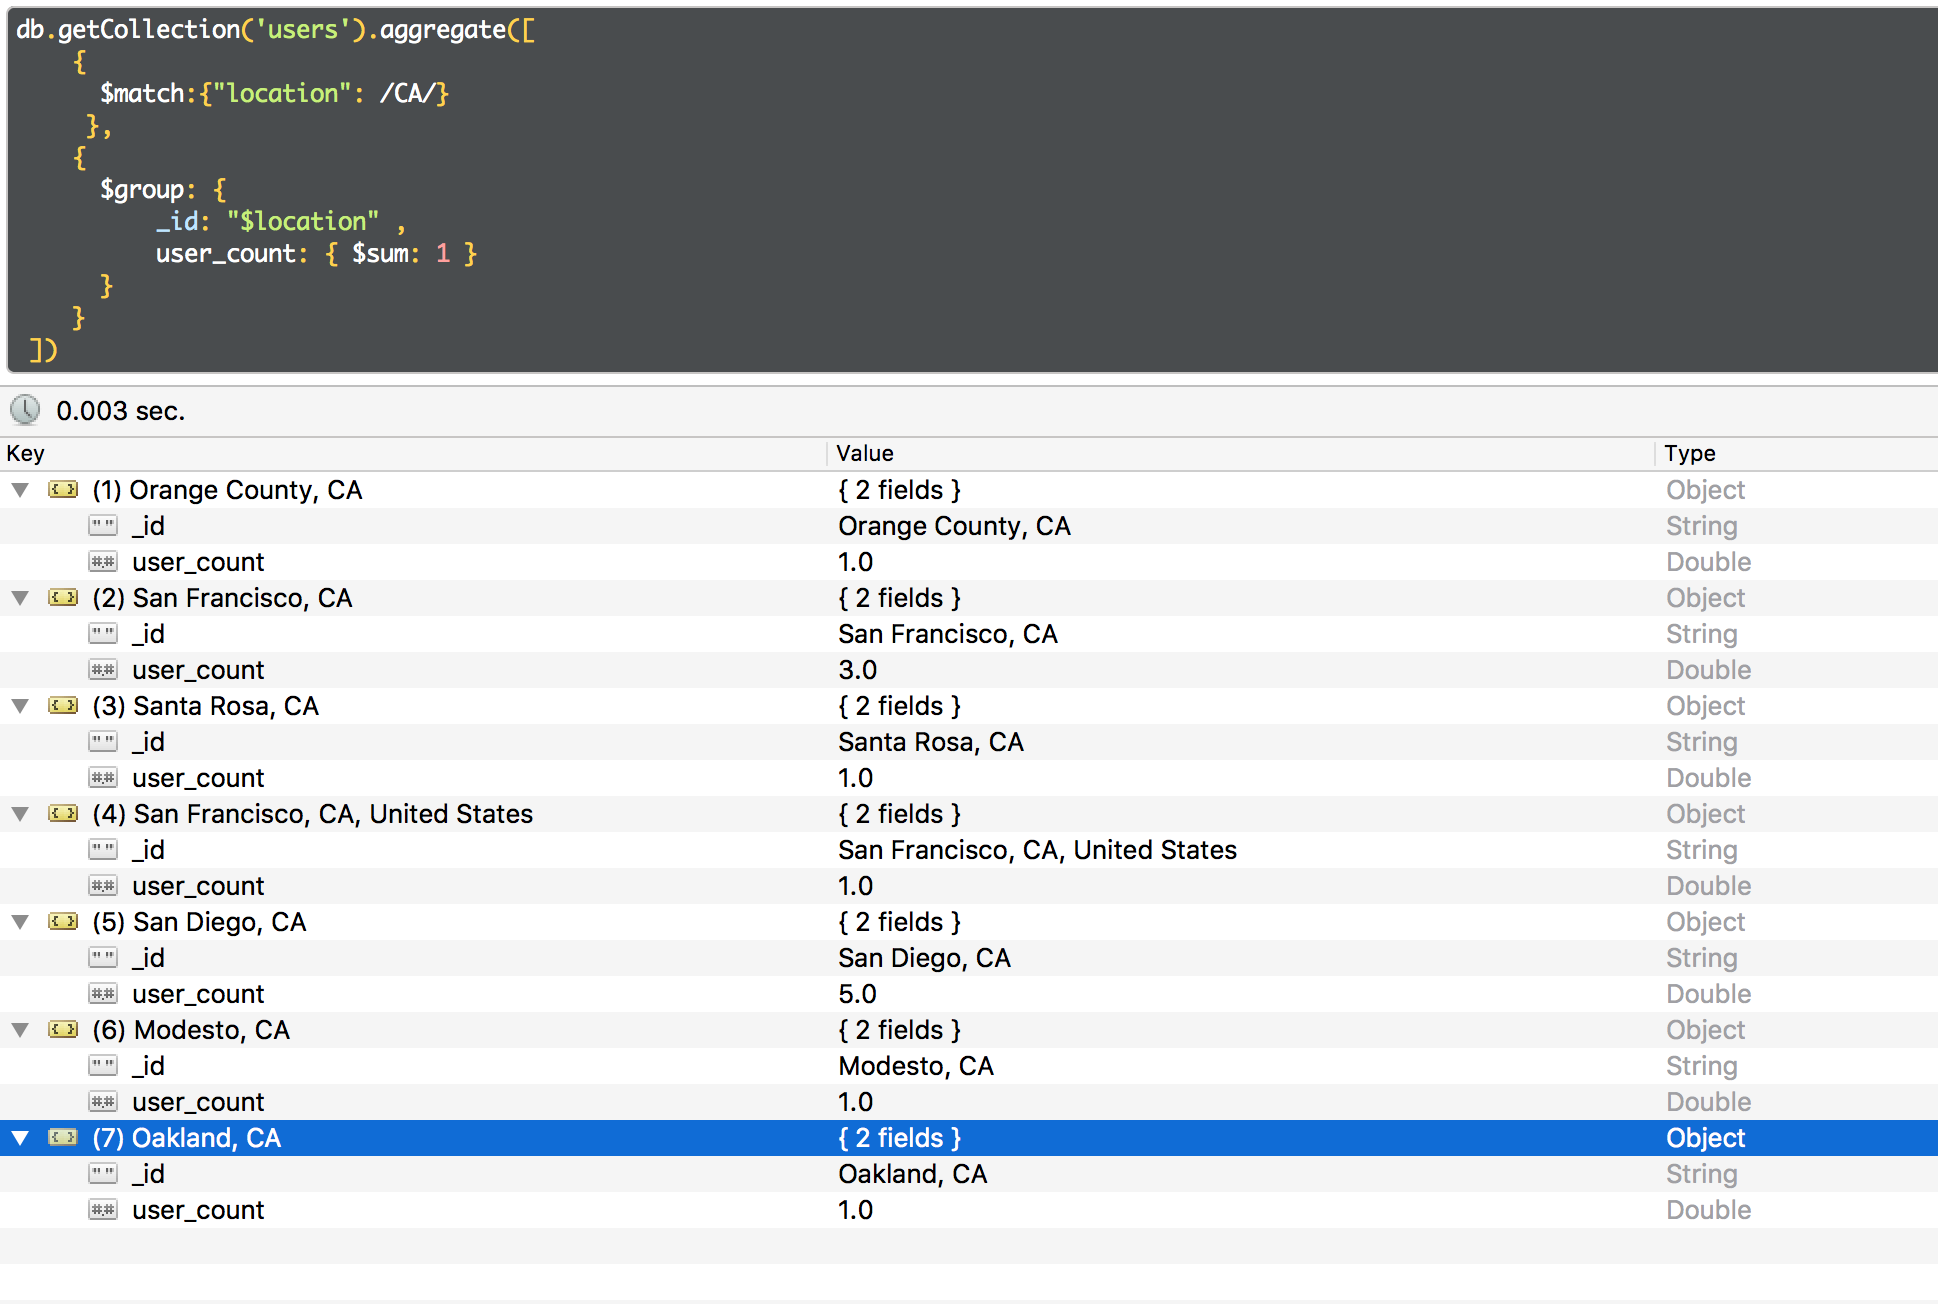 db.getCollection('users').aggregate([
{
$match:{"location": /CA/}
},
{
$group: {
_id: "$location" ,
user_count: { $sum: 1 }
}
}
])
0.003 sec.
Key Value Type
(1) Orange County, CA { 2 fields } Object
_id Orange County, CA String
user_count 1.0 Double
(2) San Francisco, CA { 2 fields } Object
_id San Francisco, CA String
user_count 3.0 Double
(3) Santa Rosa, CA { 2 fields } Object
_id Santa Rosa, CA String
user_count 1.0 Double
(4) San Francisco, CA, United States { 2 fields } Object
_id San Francisco, CA, United States String
user_count 1.0 Double
(5) San Diego, CA { 2 fields } Object
_id San Diego, CA String
user_count 5.0 Double
(6) Modesto, CA { 2 fields } Object
_id Modesto, CA String
user_count 1.0 Double
(7) Oakland, CA { 2 fields } Object
_id Oakland, CA String
user_count 1.0 Double